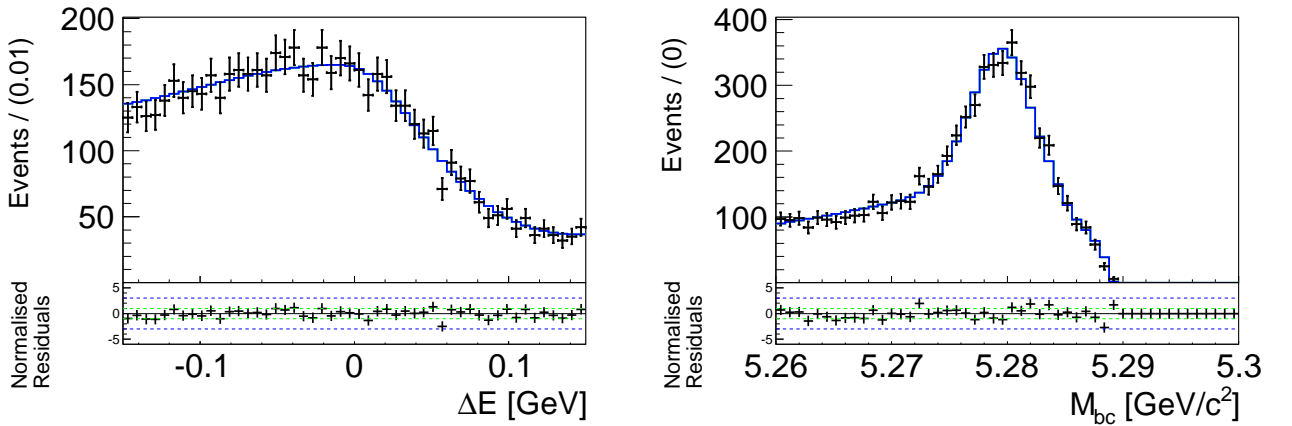 200
150
100
50
Events / (0.01)
5
0
-5
Normalised
Residuals
-0.1
0
0.1
ΔE [GeV]
400
300
200
100
Events / (0)
5
0
-5
Normalised
Residuals
5.26
5.27
5.28
5.29
5.3
M_bc [GeV/c²]